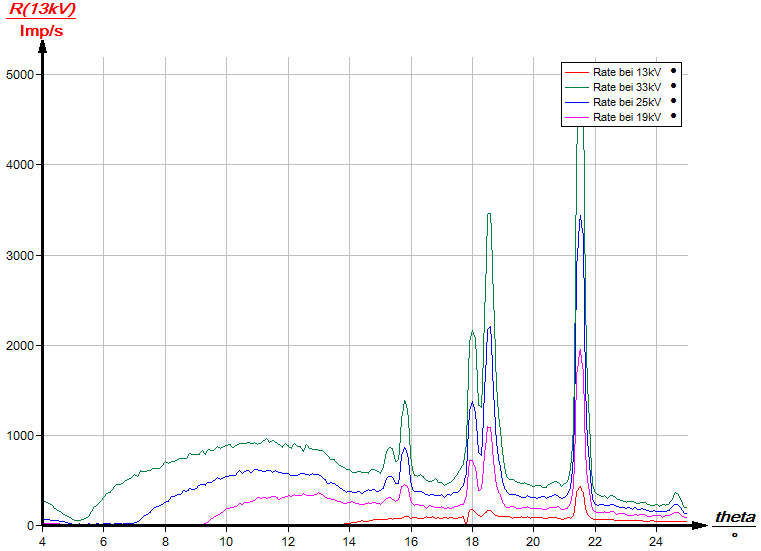 R(13kV)
Imp/s
5000
4000
3000
2000
1000
0
Rate bei 13kV
Rate bei 33kV
Rate bei 25kV
Rate bei 19kV
4 6 8 10 12 14 16 18 20 22 24
theta
°